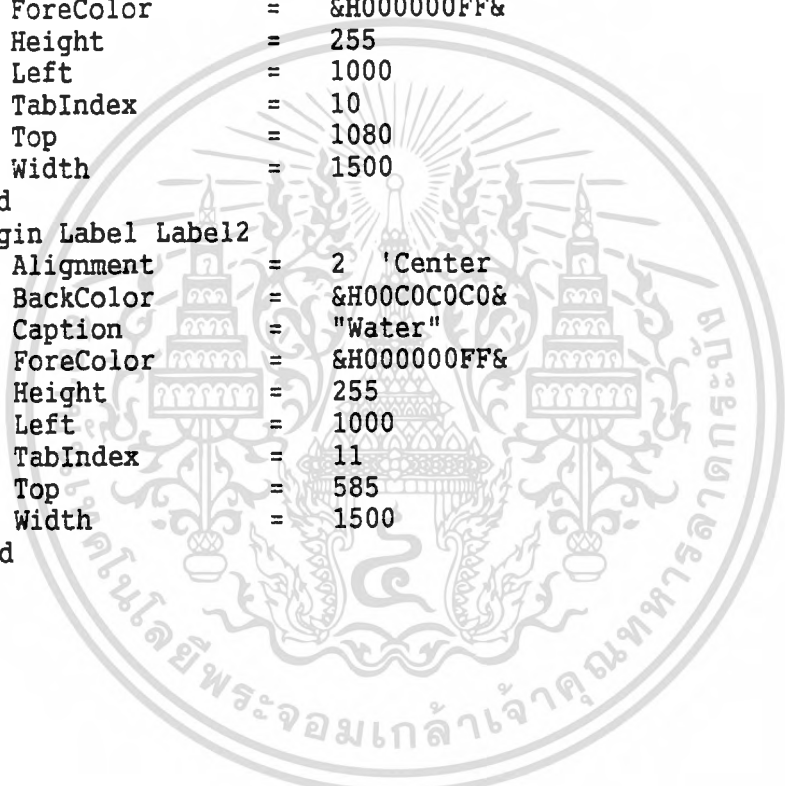 ForeColor = &H000000FF&
Height = 255
Left = 1000
TabIndex = 10
Top = 1080
Width = 1500
d
gin Label Label2
Alignment = 2 'Center
BackColor = &H00C0C0C0&
Caption = "Water"
ForeColor = &H000000FF&
Height = 255
Left = 1000
TabIndex = 11
Top = 585
Width = 1500
d